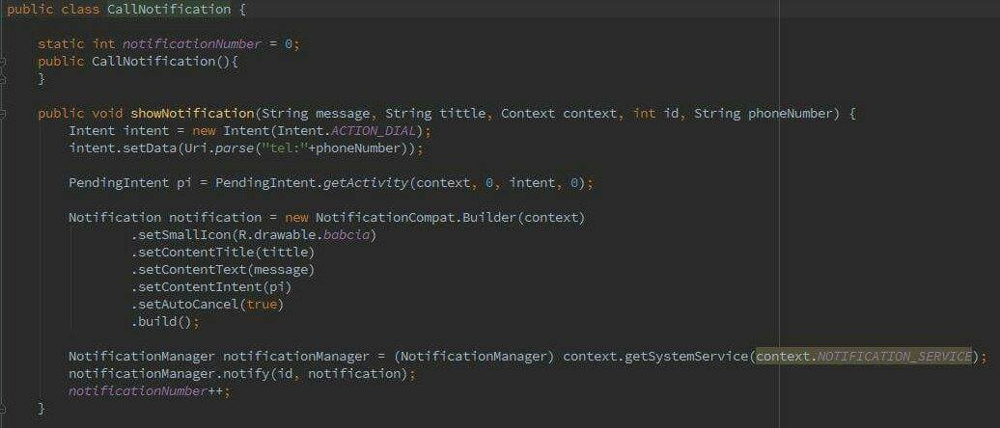 public class CallNotification {
static int notificationNumber = 0;
public CallNotification(){
}
public void showNotification(String message, String tittle, Context context, int id, String phoneNumber) {
Intent intent = new Intent(Intent.ACTION_DIAL);
intent.setData(Uri.parse("tel:"+phoneNumber));
PendingIntent pi = PendingIntent.getActivity(context, 0, intent, 0);
Notification notification = new NotificationCompat.Builder(context)
.setSmallIcon(R.drawable.babcia)
.setContentTitle(tittle)
.setContentText(message)
.setContentIntent(pi)
.setAutoCancel(true)
.build();
NotificationManager notificationManager = (NotificationManager) context.getSystemService(context.NOTIFICATION_SERVICE);
notificationManager.notify(id, notification);
notificationNumber++;
}